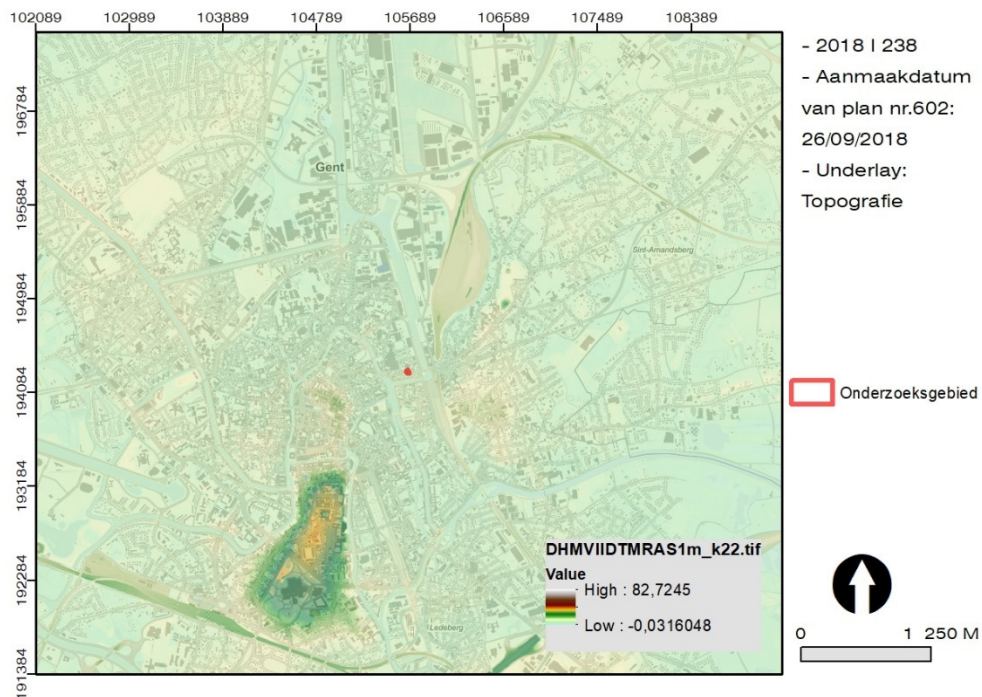 102089 102989 103889 104789 105689 106589 107489 108389
196784
195884
194984
194084
193184
192284
191384
Gent
Sint-Amandsberg
Ledeberg
DHMVIIDTMRAS1m_k22.tif
Value
High : 82,7245
Low : -0,0316048
- 2018 I 238
- Aanmaakdatum
van plan nr.602:
26/09/2018
- Underlay:
Topografie
Onderzoeksgebied
0 1 250 M